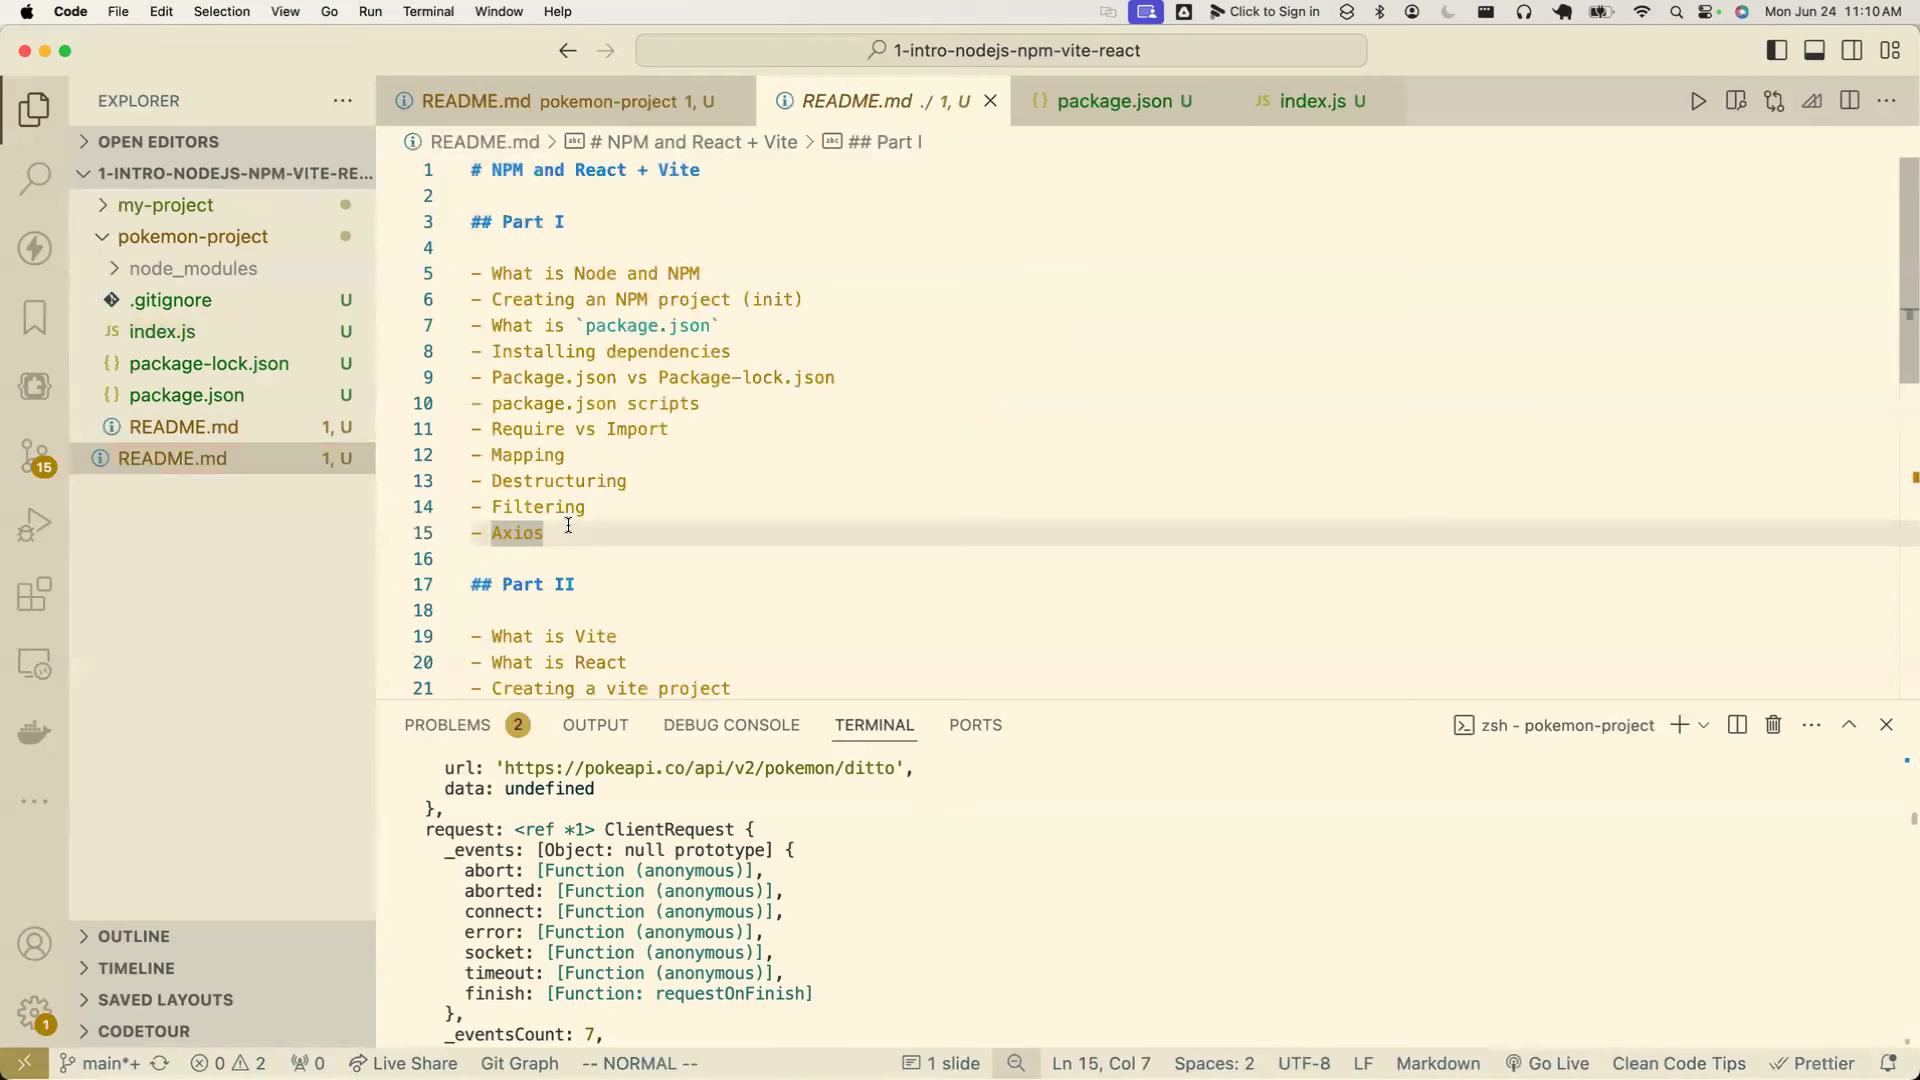 Code File Edit Selection View Go Run Terminal Window Help Click to Sign in Mon Jun 24 11:10 AM
1-intro-nodejs-npm-vite-react
EXPLORER
OPEN EDITORS
1-INTRO-NODEJS-NPM-VITE-RE...
my-project
pokemon-project
node_modules
.gitignore U
JS index.js U
{} package-lock.json U
{} package.json U
README.md 1, U
README.md 1, U
OUTLINE
TIMELINE
SAVED LAYOUTS
CODETOUR
15
1
README.md pokemon-project 1, U
README.md ./ 1, U
{} package.json U
JS index.js U
README.md > # NPM and React + Vite > ## Part I
1 # NPM and React + Vite
2
3 ## Part I
4
5 - What is Node and NPM
6 - Creating an NPM project (init)
7 - What is `package.json`
8 - Installing dependencies
9 - Package.json vs Package-lock.json
10 - package.json scripts
11 - Require vs Import
12 - Mapping
13 - Destructuring
14 - Filtering
15 - Axios
16
17 ## Part II
18
19 - What is Vite
20 - What is React
21 - Creating a vite project
PROBLEMS 2 OUTPUT DEBUG CONSOLE TERMINAL PORTS zsh - pokemon-project
url: 'https://pokeapi.co/api/v2/pokemon/ditto',
data: undefined
},
request: <ref *1> ClientRequest {
_events: [Object: null prototype] {
abort: [Function (anonymous)],
aborted: [Function (anonymous)],
connect: [Function (anonymous)],
error: [Function (anonymous)],
socket: [Function (anonymous)],
timeout: [Function (anonymous)],
finish: [Function: requestOnFinish]
},
_eventsCount: 7,
main*+ 0 2 0 Live Share Git Graph -- NORMAL -- 1 slide Ln 15, Col 7 Spaces: 2 UTF-8 LF Markdown Go Live Clean Code Tips Prettier